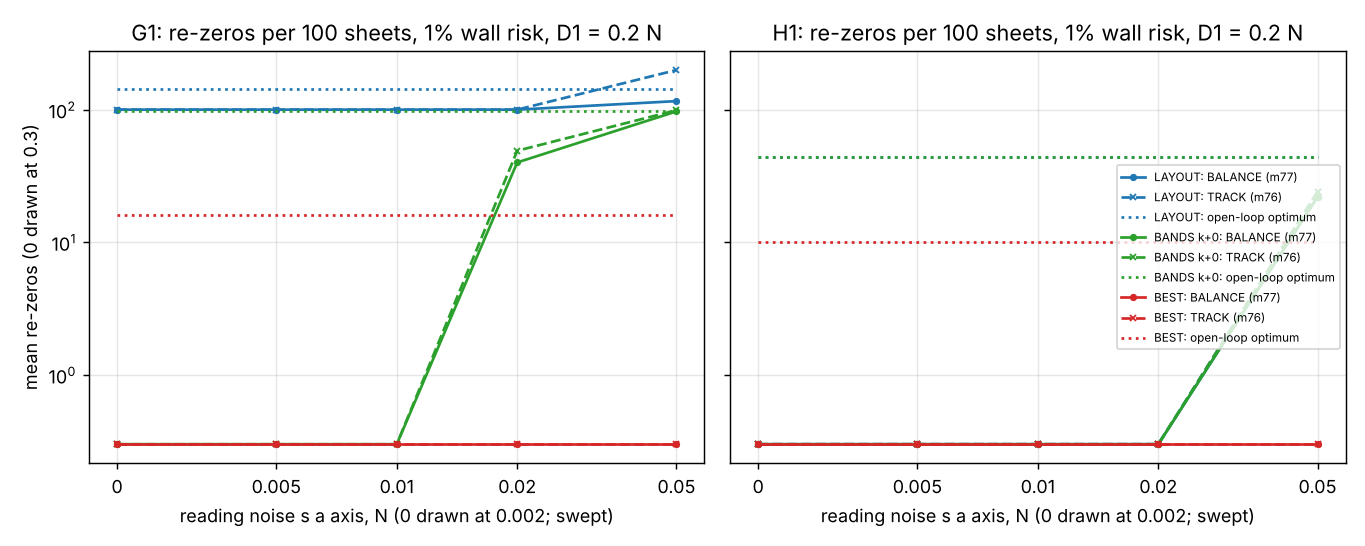 G1: re-zeros per 100 sheets, 1% wall risk, D1 = 0.2 N
H1: re-zeros per 100 sheets, 1% wall risk, D1 = 0.2 N
mean re-zeros (0 drawn at 0.3)
10²
10¹
10⁰
LAYOUT: BALANCE (m77)
LAYOUT: TRACK (m76)
LAYOUT: open-loop optimum
BANDS k+0: BALANCE (m77)
BANDS k+0: TRACK (m76)
BANDS k+0: open-loop optimum
BEST: BALANCE (m77)
BEST: TRACK (m76)
BEST: open-loop optimum
0 0.005 0.01 0.02 0.05
0 0.005 0.01 0.02 0.05
reading noise s a axis, N (0 drawn at 0.002; swept)
reading noise s a axis, N (0 drawn at 0.002; swept)